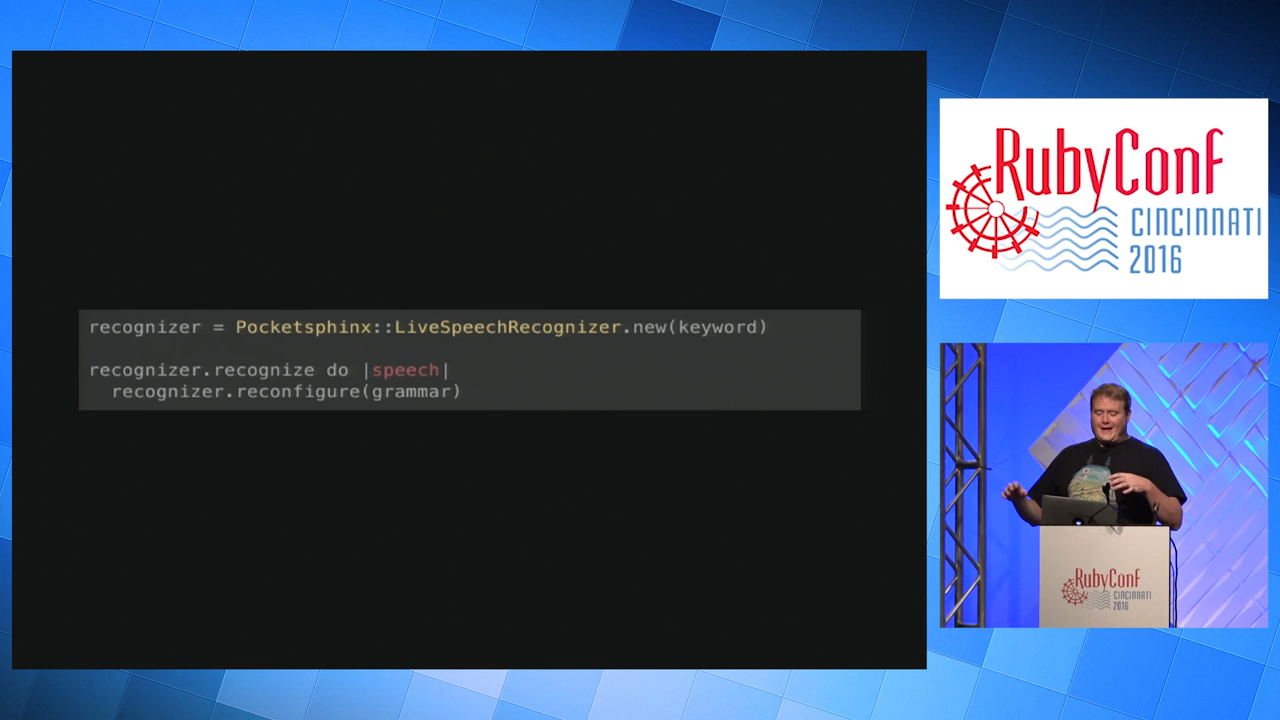 recognizer = Pocketsphinx::LiveSpeechRecognizer.new(keyword)
recognizer.recognize do |speech|
  recognizer.reconfigure(grammar)
RubyConf
CINCINNATI
2016
RubyConf
CINCINNATI
2016